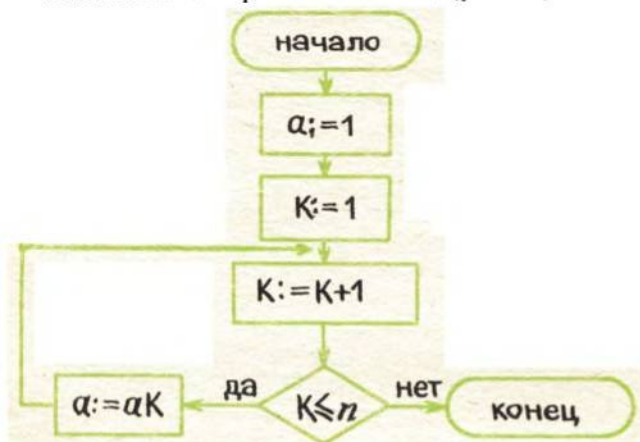 начало
a:=1
K:=1
K:=K+1
да K≤n нет
a:=aK
конец